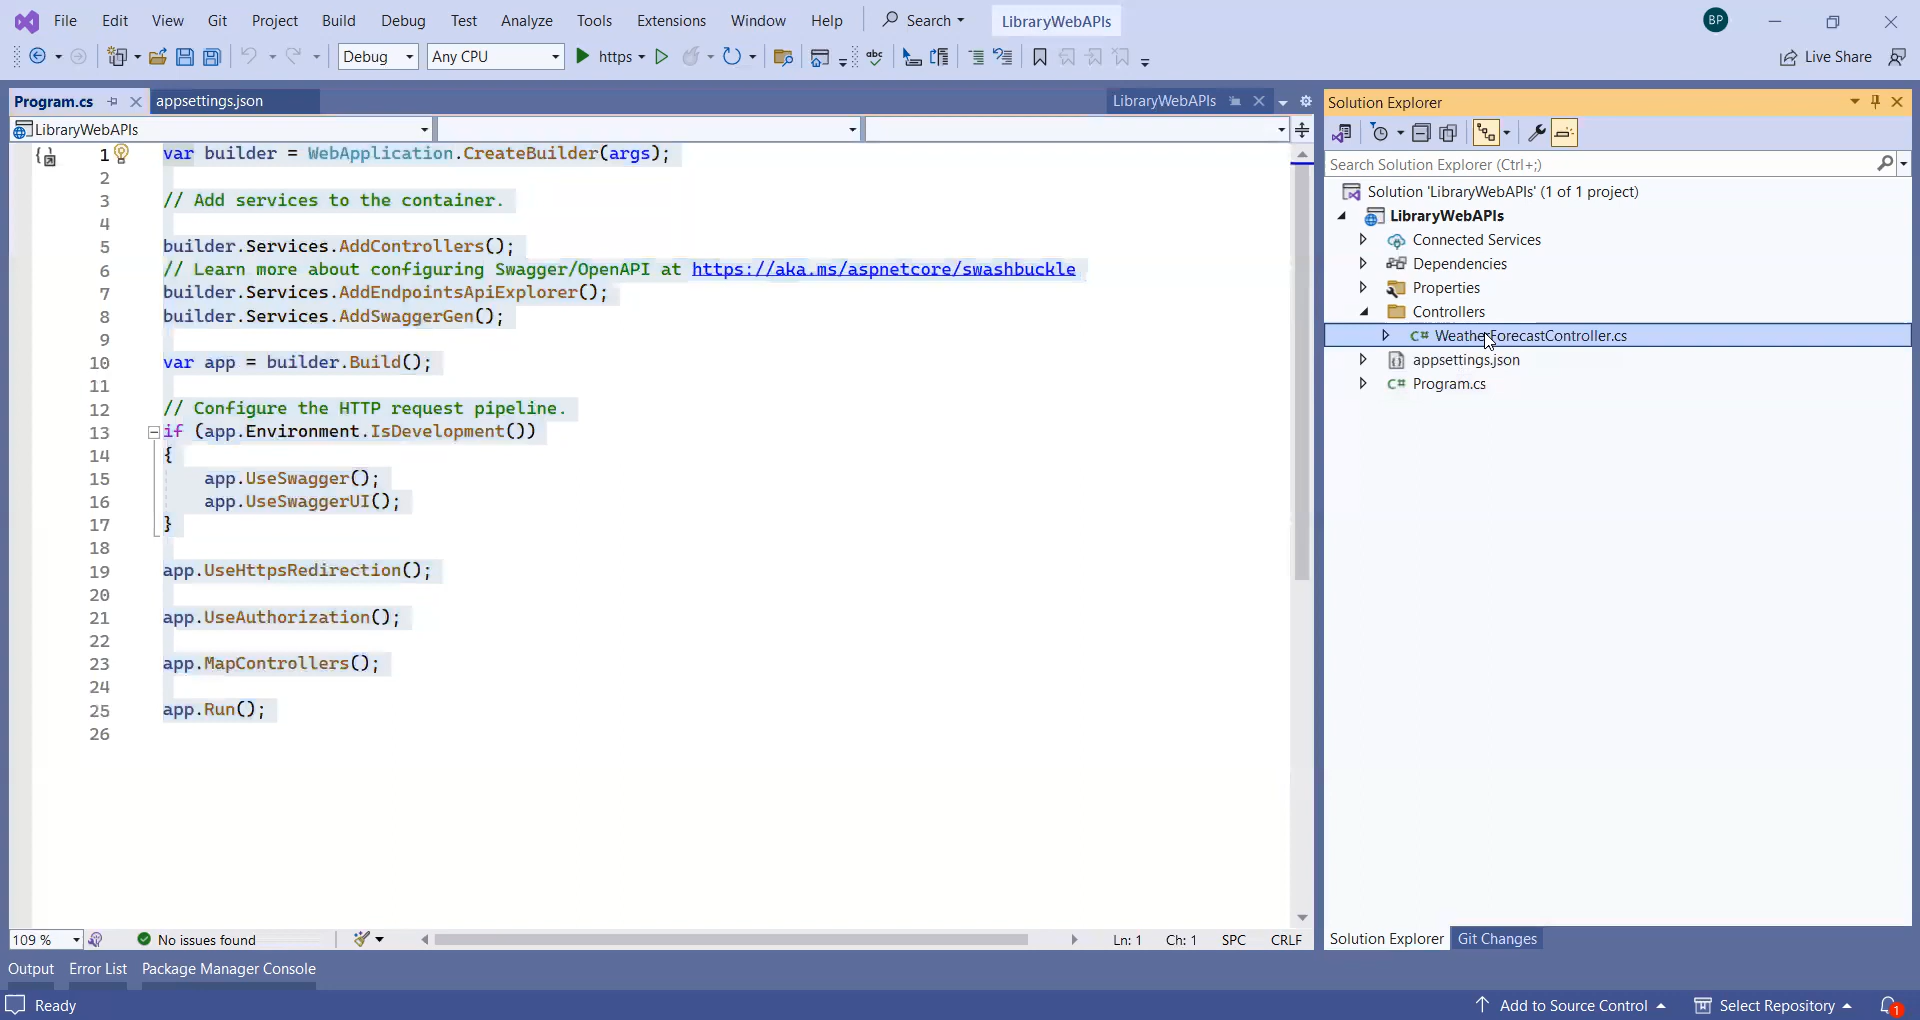 File Edit View Git Project Build Debug Test Analyze Tools Extensions Window Help Search LibraryWebAPIs BP
Debug Any CPU https abc Live Share
Program.cs appsettings.json LibraryWebAPIs
LibraryWebAPIs
1 var builder = WebApplication.CreateBuilder(args);
2
3 // Add services to the container.
4
5 builder.Services.AddControllers();
6 // Learn more about configuring Swagger/OpenAPI at https://aka.ms/aspnetcore/swashbuckle
7 builder.Services.AddEndpointsApiExplorer();
8 builder.Services.AddSwaggerGen();
9
10 var app = builder.Build();
11
12 // Configure the HTTP request pipeline.
13 if (app.Environment.IsDevelopment())
14 {
15 app.UseSwagger();
16 app.UseSwaggerUI();
17 }
18
19 app.UseHttpsRedirection();
20
21 app.UseAuthorization();
22
23 app.MapControllers();
24
25 app.Run();
26
109 % No issues found Ln: 1 Ch: 1 SPC CRLF
Solution Explorer
Search Solution Explorer (Ctrl+;)
Solution 'LibraryWebAPIs' (1 of 1 project)
LibraryWebAPIs
Connected Services
Dependencies
Properties
Controllers
C# WeatherForecastController.cs
appsettings.json
C# Program.cs
Solution Explorer Git Changes
Output Error List Package Manager Console
Ready Add to Source Control Select Repository 1